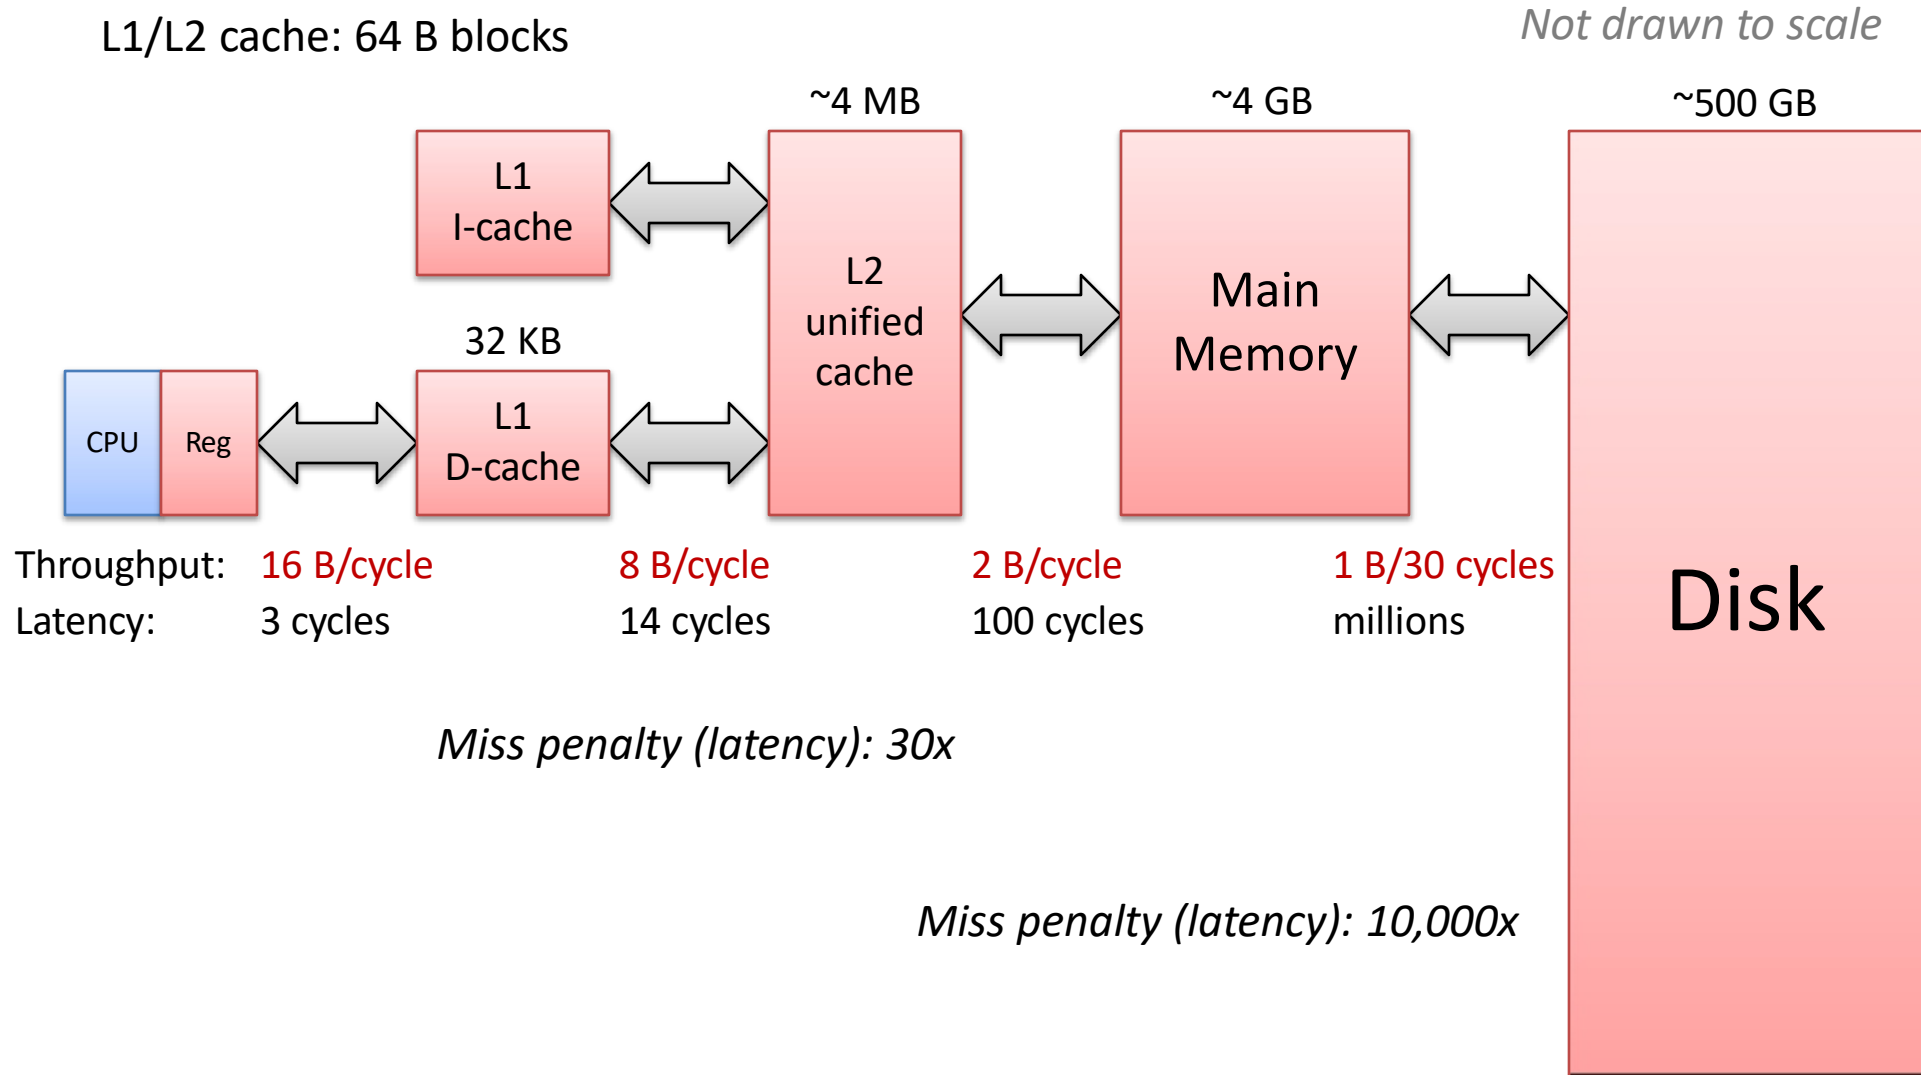 L1/L2 cache: 64 B blocks
Not drawn to scale
~4 MB
~4 GB
~500 GB
L1
I-cache
L2
unified
cache
Main
Memory
32 KB
CPU
Reg
L1
D-cache
Throughput: 16 B/cycle 8 B/cycle 2 B/cycle 1 B/30 cycles
Latency: 3 cycles 14 cycles 100 cycles millions
Disk
Miss penalty (latency): 30x
Miss penalty (latency): 10,000x